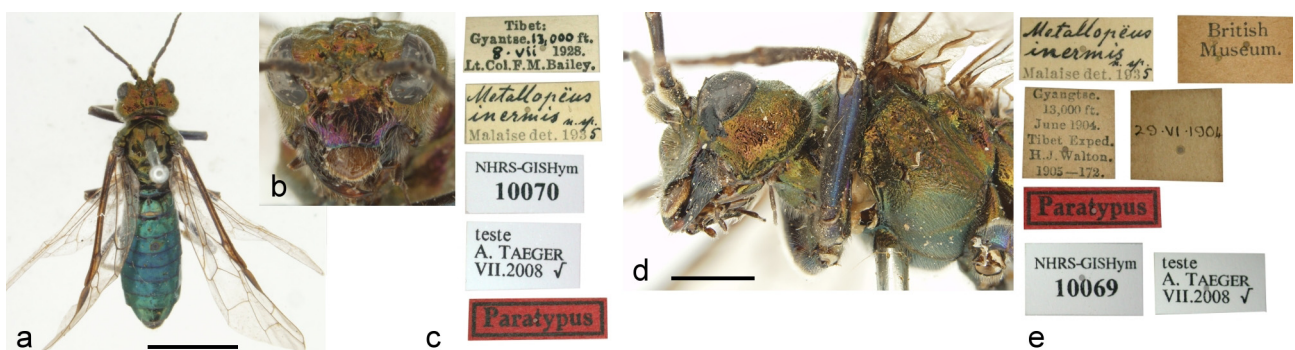 a
b
Tibet:
Gyantse. 13,000 ft.
8. vii 1928.
Lt. Col. F. M. Bailey.
Metallopëus
inermis n. sp.
Malaise det. 1935
NHRS-GISHym
10070
teste
A. TAEGER
VII.2008 √
Paratypus
c
d
Metallopëus
inermis n. sp.
Malaise det. 1935
British
Museum.
Gyangtse.
13,000 ft.
June 1904.
Tibet Exped.
H.J. Walton.
1905—172.
29·VI·1904
Paratypus
NHRS-GISHym
10069
teste
A. TAEGER
VII.2008 √
e